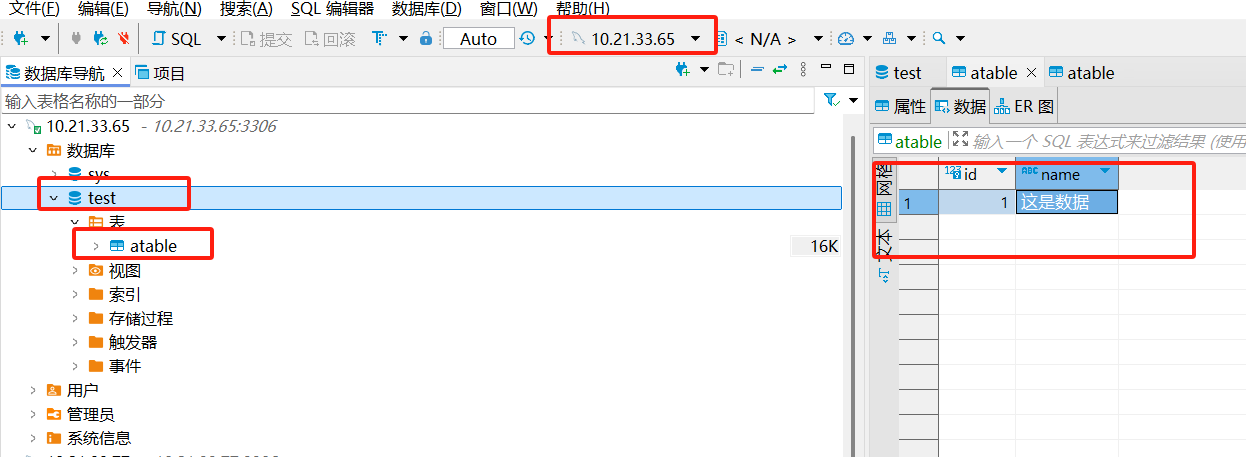 文件(F) 编辑(E) 导航(N) 搜索(A) SQL 编辑器 数据库(D) 窗口(W) 帮助(H)
SQL 提交 回滚 Auto 10.21.33.65 < N/A >
数据库导航 项目
输入表格名称的一部分
10.21.33.65 - 10.21.33.65:3306
数据库
sys
test
表
atable 16K
视图
索引
存储过程
触发器
事件
用户
管理员
系统信息
test atable atable
属性 数据 ER 图
atable 输入一个 SQL 表达式来过滤结果 (使用
网格
文本
123 id ABC name
1 1 这是数据